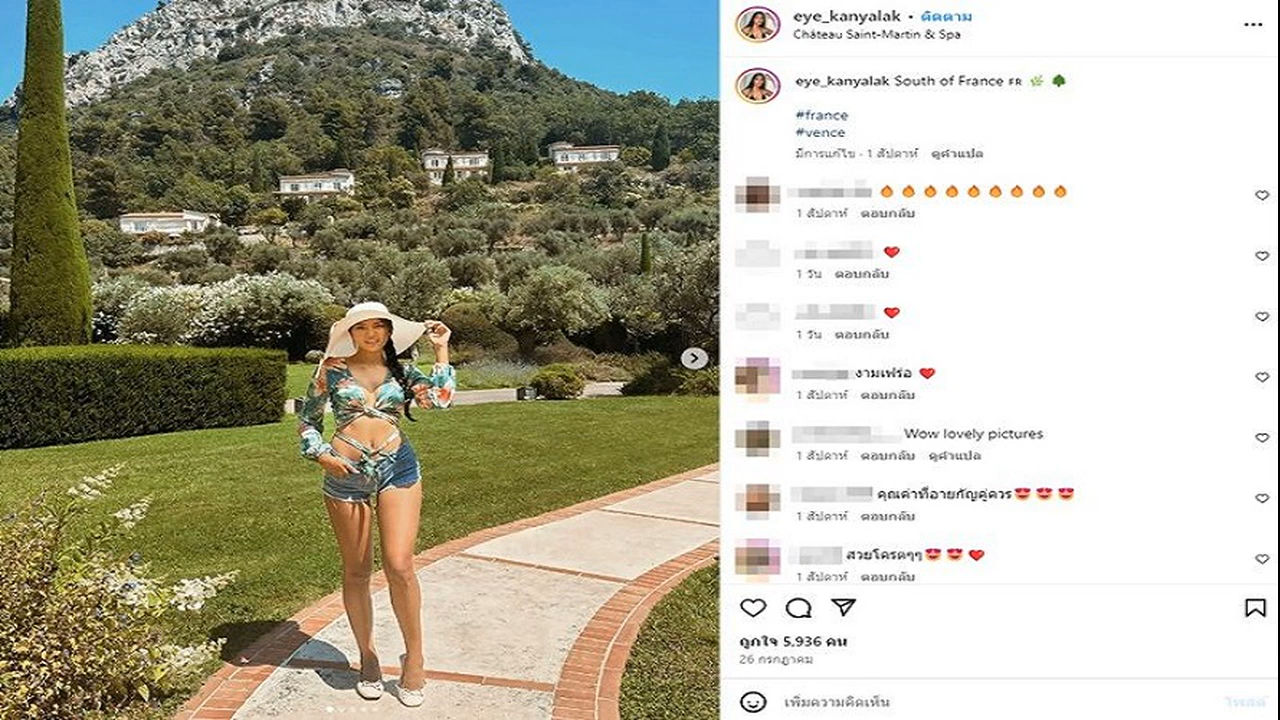 eye_kanyalak • ติดตาม
Château Saint-Martin & Spa
eye_kanyalak South of France FR
#france
#vence
มีการแก้ไข · 1 สัปดาห์ ดูคำแปล
1 สัปดาห์ ตอบกลับ
1 วัน ตอบกลับ
1 วัน ตอบกลับ
งามเฟร่อ
1 สัปดาห์ ตอบกลับ
Wow lovely pictures
1 สัปดาห์ ตอบกลับ ดูคำแปล
คุณค่าที่อายกัญคู่ควร
1 สัปดาห์ ตอบกลับ
สวยโครตๆๆ
1 สัปดาห์ ตอบกลับ
ถูกใจ 5,936 คน
26 กรกฎาคม
เพิ่มความคิดเห็น
โพสต์